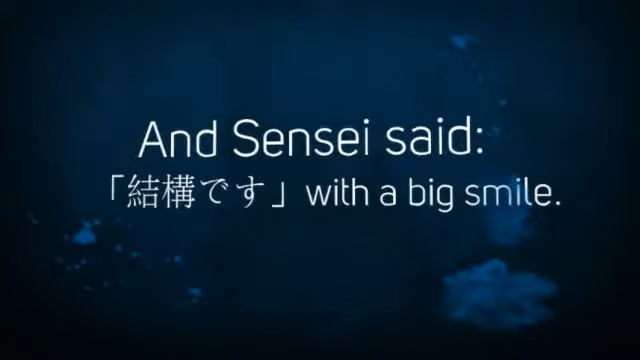 And Sensei said:
「結構です」with a big smile.